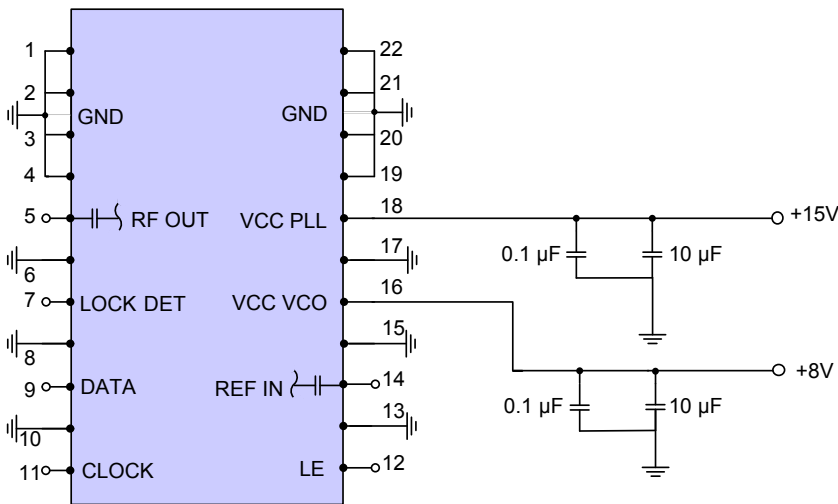 1
22
2
21
GND
GND
3
20
4
19
5
RF OUT
VCC PLL
18
+15V
6
17
0.1 µF
10 µF
7
LOCK DET
VCC VCO
16
8
15
9
DATA
REF IN
14
+8V
10
13
0.1 µF
10 µF
11
CLOCK
LE
12